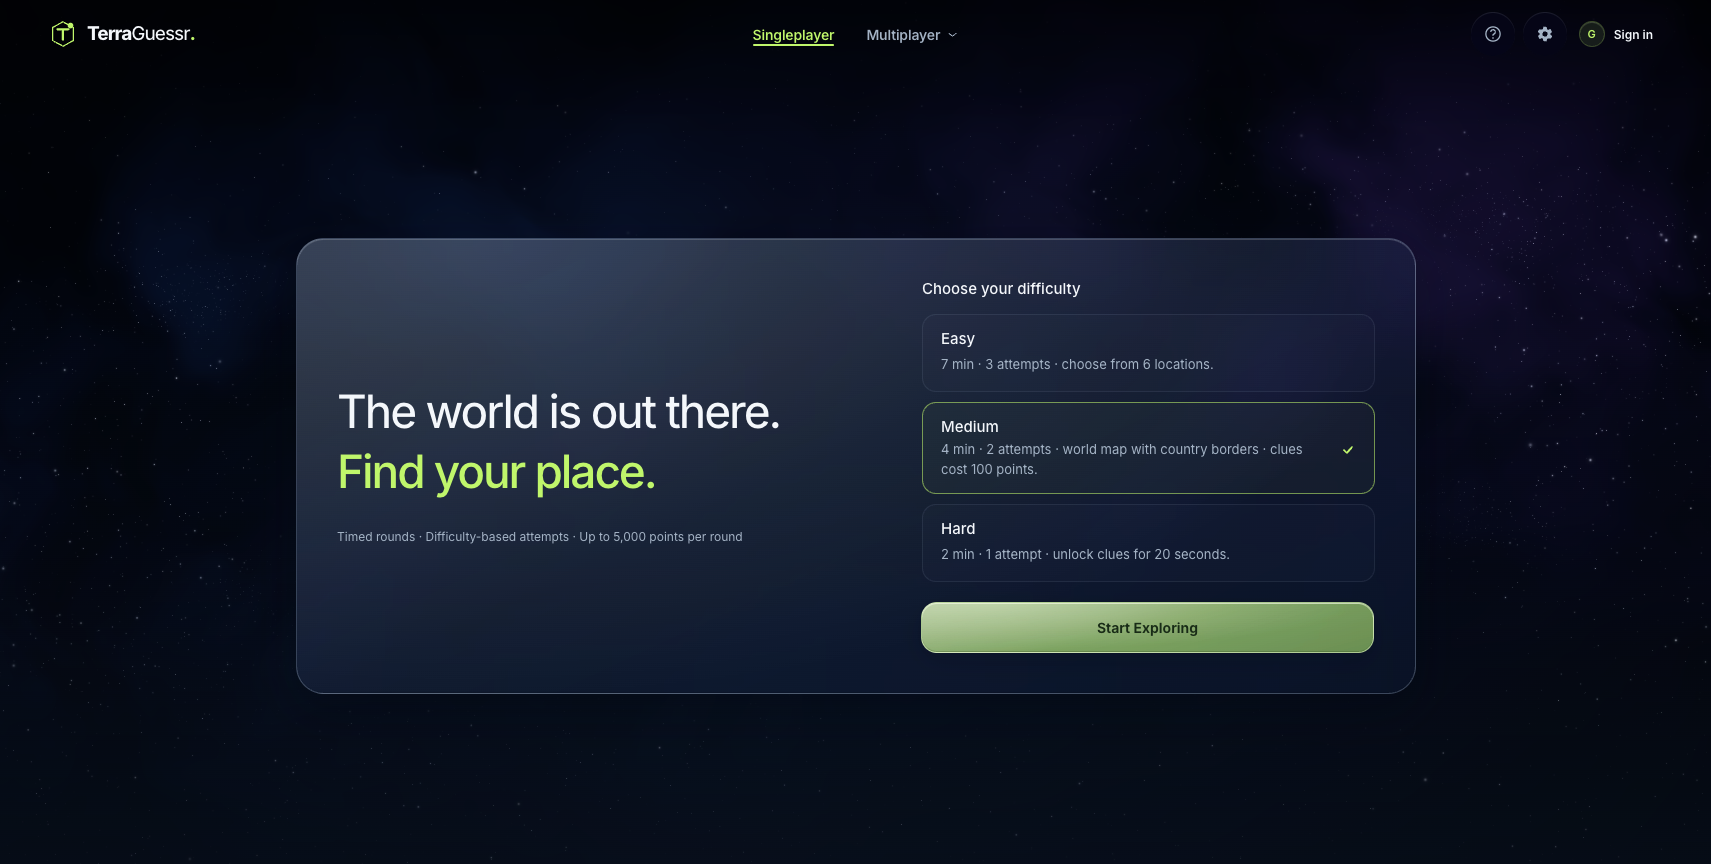 TerraGuessr.
Singleplayer
Multiplayer
G
Sign in
The world is out there.
Find your place.
Timed rounds · Difficulty-based attempts · Up to 5,000 points per round
Choose your difficulty
Easy
7 min · 3 attempts · choose from 6 locations.
Medium
4 min · 2 attempts · world map with country borders · clues
cost 100 points.
Hard
2 min · 1 attempt · unlock clues for 20 seconds.
Start Exploring